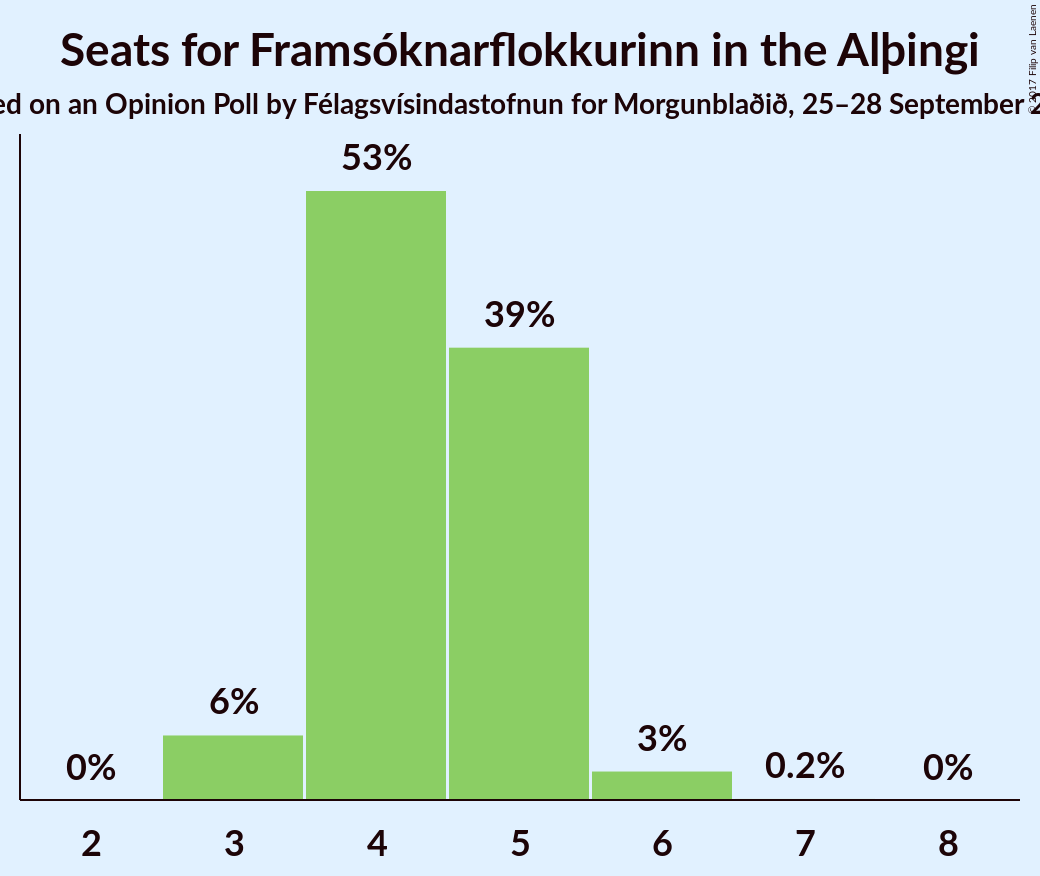 Seats for Framsóknarflokkurinn in the Alþingi
ed on an Opinion Poll by Félagsvísindastofnun for Morgunblaðið, 25–28 September 2
© 2017 Filip van Laenen
53%
39%
6%
3%
0%
0.2%
0%
2 3 4 5 6 7 8